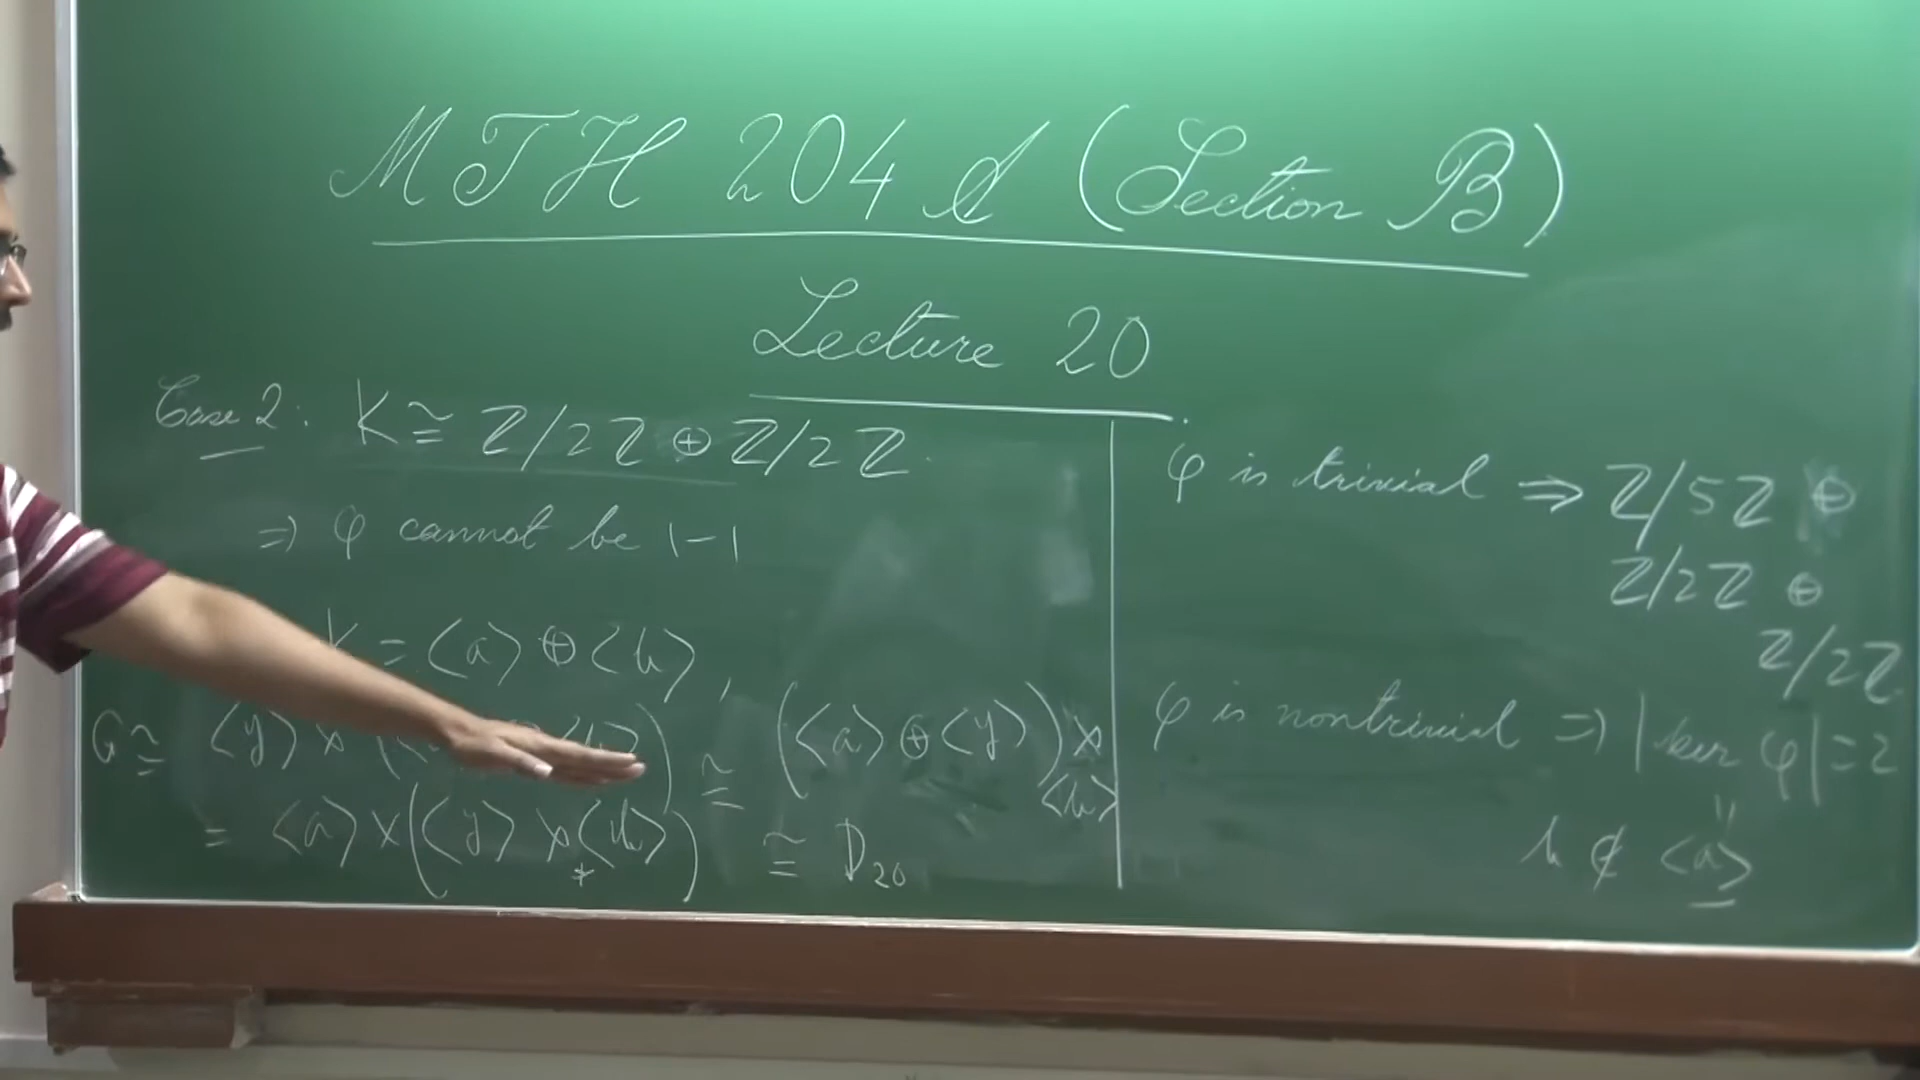 MTH 204 A (Section B)
Lecture 20
Case 2: K ≅ Z/2Z ⊕ Z/2Z.
⇒ φ cannot be 1-1
K = ⟨a⟩ ⊕ ⟨h⟩,
G ≅ ⟨y⟩ ⋊ ( ⟨h⟩) ≅ (⟨a⟩ ⊕ ⟨y⟩) ⋊ ⟨h⟩
= ⟨a⟩ × (⟨y⟩ ⋊ ⟨h⟩) ≅ D₂₀
φ is trivial ⇒ Z/5Z ⊕
Z/2Z ⊕
Z/2Z.
φ is nontrivial ⇒ |ker φ| = 2
h ∉ ⟨a⟩